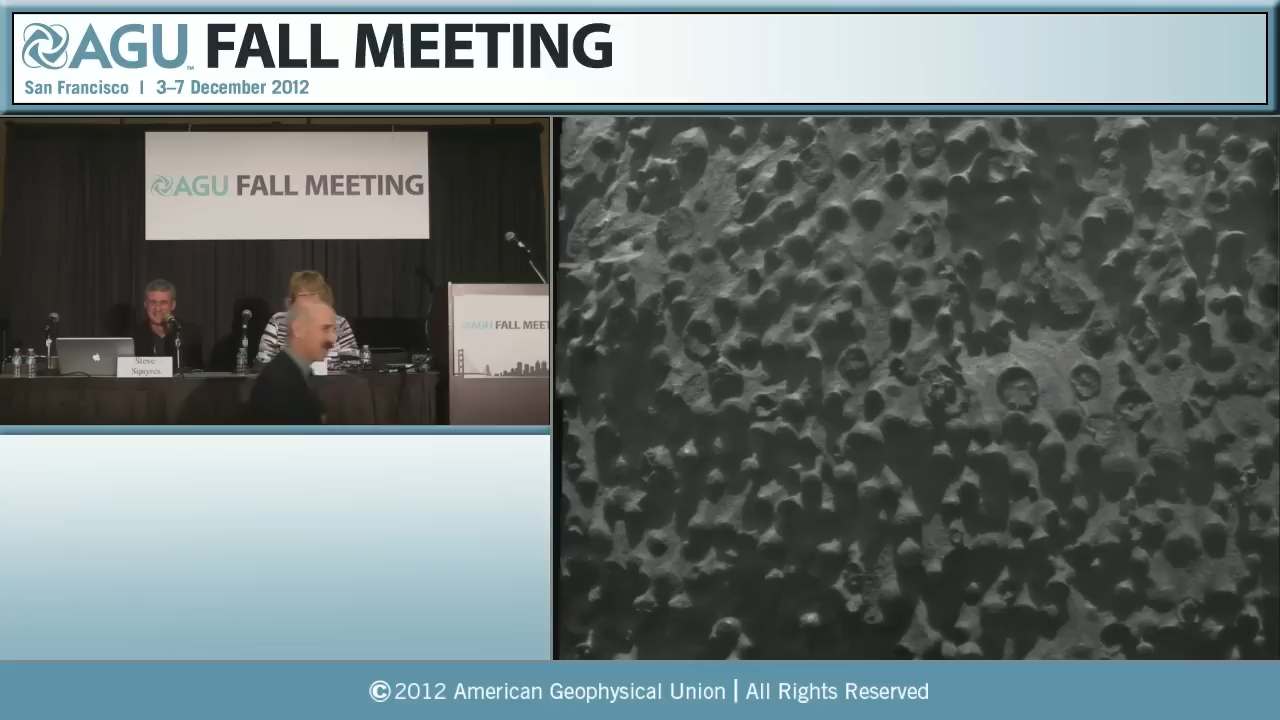 AGU™ FALL MEETING
San Francisco | 3–7 December 2012
AGU FALL MEETING
AGU FALL MEET
Steve
Squyres
©2012 American Geophysical Union | All Rights Reserved